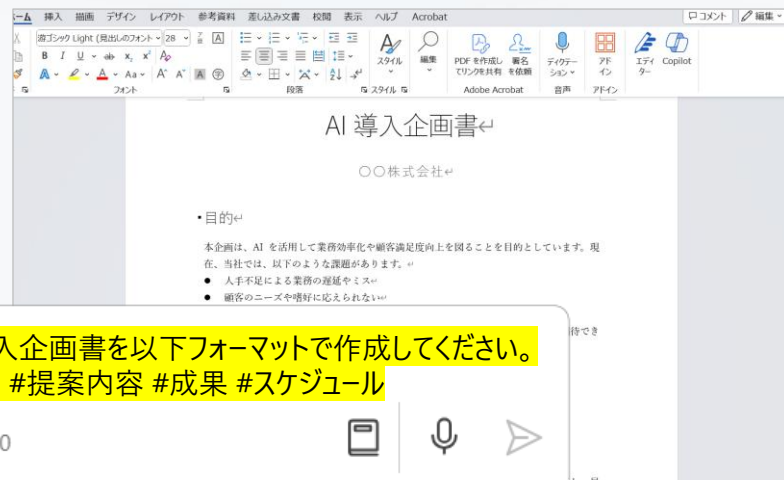 ーム 挿入 描画 デザイン レイアウト 参考資料 差し込み文書 校閲 表示 ヘルプ Acrobat コメント 編集
游ゴシック Light (見出しのフォント 28
B I U ab x₂ x² A
A A Aa A A A
フォント
段落
スタイル
スタイル
編集
PDF を作成し
てリンクを共有
署名
を依頼
Adobe Acrobat
ディクテー
ション
音声
アド
イン
アドイン
エディ
ター
Copilot
AI 導入企画書↵
〇〇株式会社↵
・目的↵
本企画は、AI を活用して業務効率化や顧客満足度向上を図ることを目的としています。現
在、当社では、以下のような課題があります。↵
● 人手不足による業務の遅延やミス↵
● 顧客のニーズや嗜好に応えられない↵
待でき
入企画書を以下フォーマットで作成してください。
#提案内容 #成果 #スケジュール
0